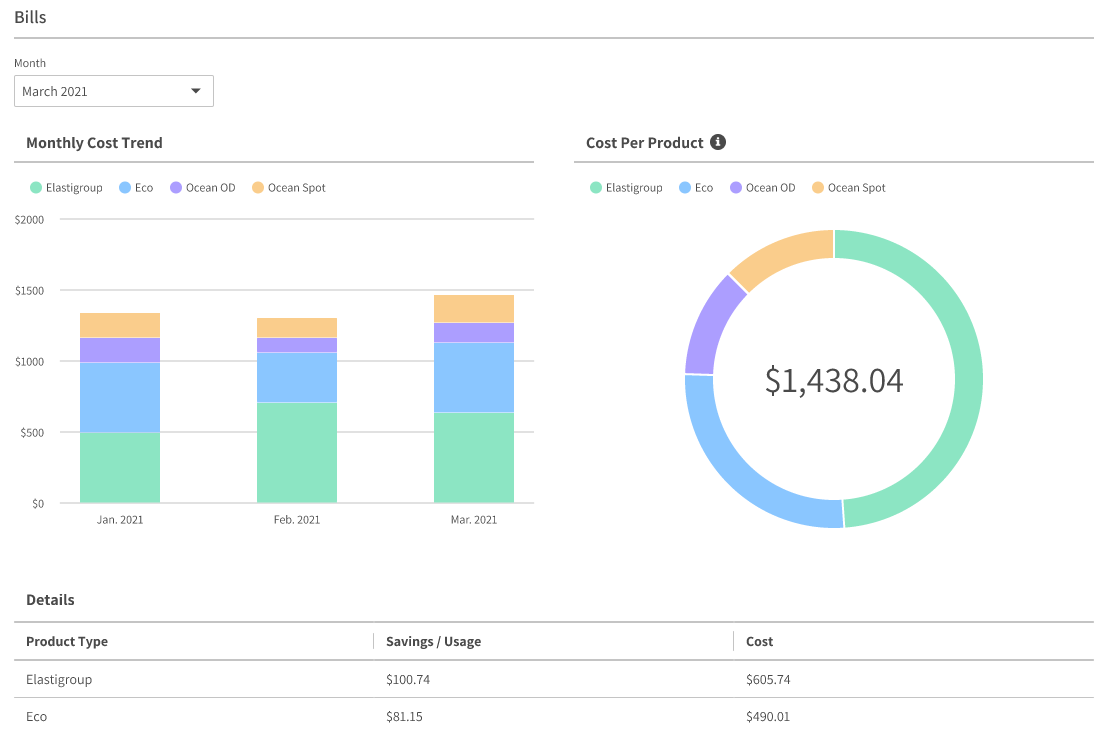 Bills
Month
March 2021
Monthly Cost Trend
Elastigroup Eco Ocean OD Ocean Spot
$2000
$1500
$1000
$500
$0
Jan. 2021 Feb. 2021 Mar. 2021
Cost Per Product
Elastigroup Eco Ocean OD Ocean Spot
$1,438.04
Details
Product Type Savings / Usage Cost
Elastigroup $100.74 $605.74
Eco $81.15 $490.01